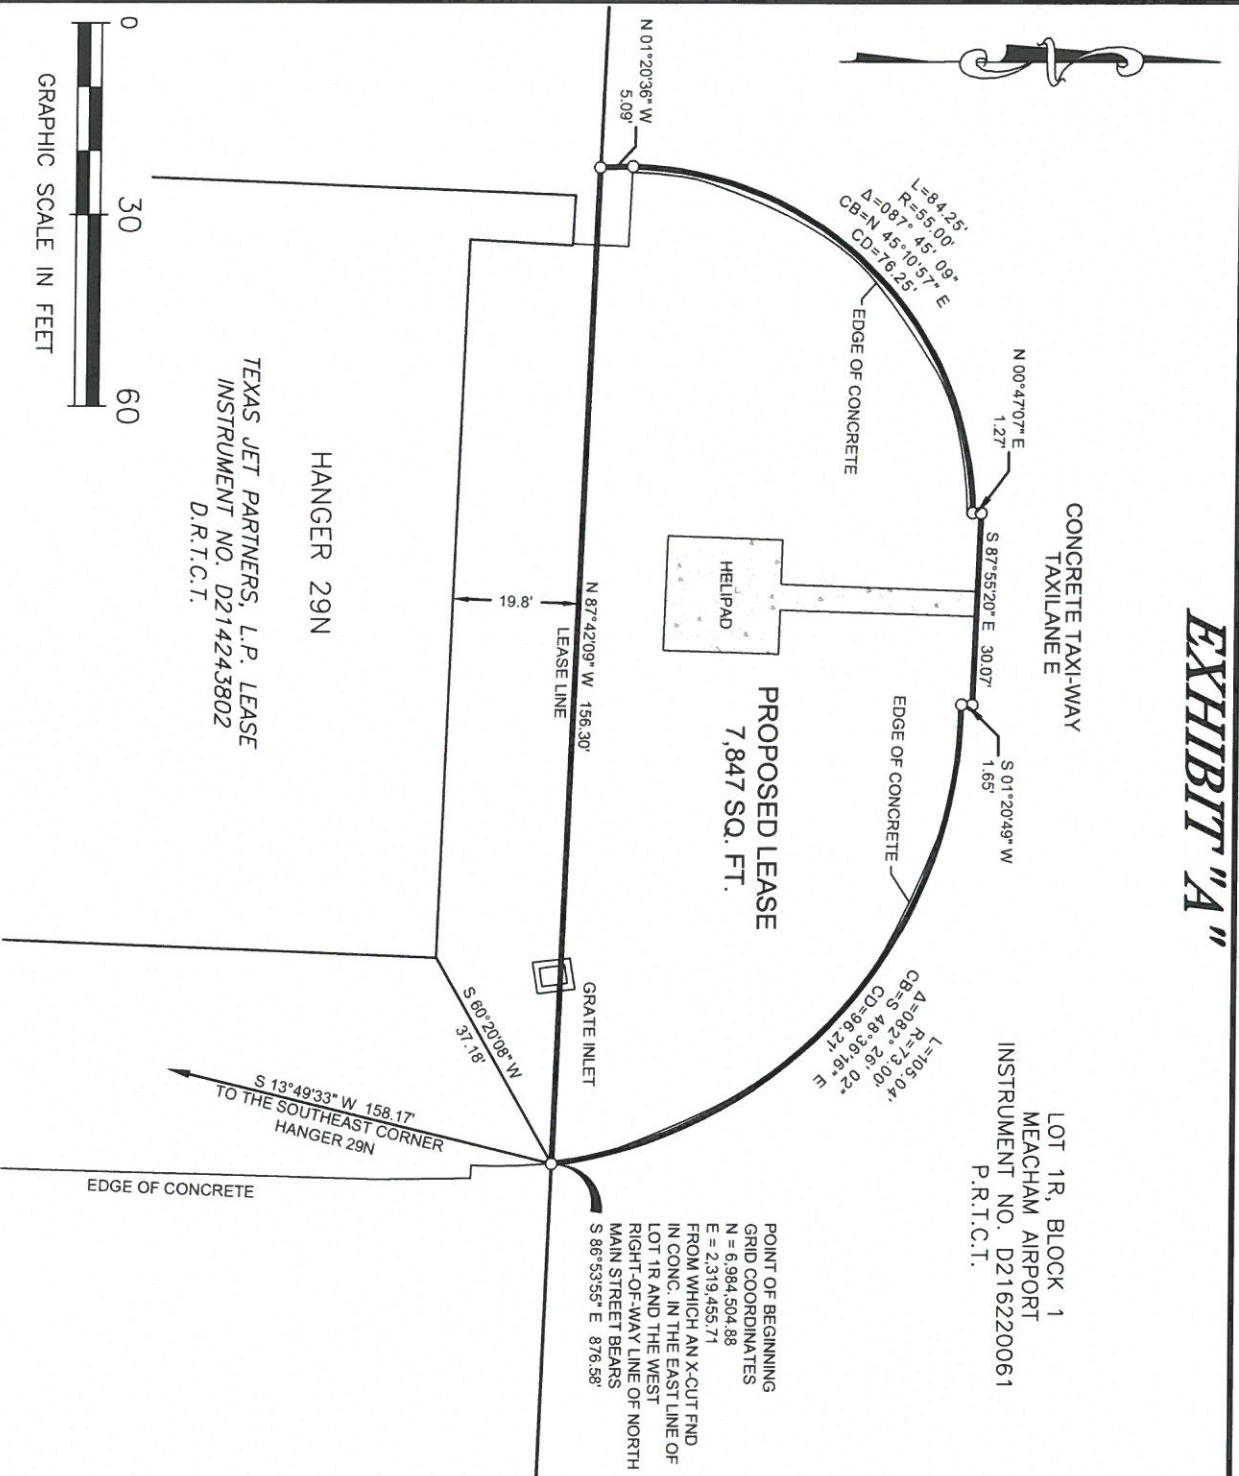 EXHIBIT "A"
CONCRETE TAXI-WAY
TAXILANE E
LOT 1R, BLOCK 1
MEACHAM AIRPORT
INSTRUMENT NO. D216220061
P.R.T.C.T.
N 01°20'36" W
5.09'
L=84.25'
R=55.00'
Δ=087° 45' 09"
CB=N 45°10'57" E
CD=76.25'
EDGE OF CONCRETE
N 00°47'07" E
1.27'
S 87°55'20" E 30.07'
S 01°20'49" W
1.65'
EDGE OF CONCRETE
L=105.04'
R=73.00'
Δ=082° 26' 02"
CB=S 48°36'16" E
CD=96.21'
HELIPAD
PROPOSED LEASE
7,847 SQ. FT.
N 87°42'09" W 156.30'
LEASE LINE
19.8'
GRATE INLET
POINT OF BEGINNING
GRID COORDINATES
N = 6,984,504.88
E = 2,319,455.71
FROM WHICH AN X-CUT FND
IN CONC. IN THE EAST LINE OF
LOT 1R AND THE WEST
RIGHT-OF-WAY LINE OF NORTH
MAIN STREET BEARS
S 86°53'55" E 876.58'
S 60°20'08" W
37.18'
S 13°49'33" W 158.17'
TO THE SOUTHEAST CORNER
HANGER 29N
EDGE OF CONCRETE
HANGER 29N
TEXAS JET PARTNERS, L.P. LEASE
INSTRUMENT NO. D214243802
D.R.T.C.T.
0 30 60
GRAPHIC SCALE IN FEET